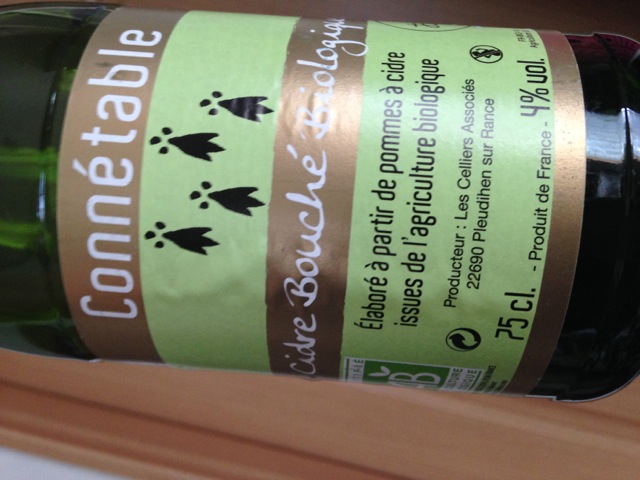 Connétable
Cidre Bouché Biologique
Élaboré à partir de pommes à cidre
issues de l'agriculture biologique
Producteur : Les Celliers Associés
22690 Pleudihen sur Rance
75 cl. - Produit de France - 4% vol.